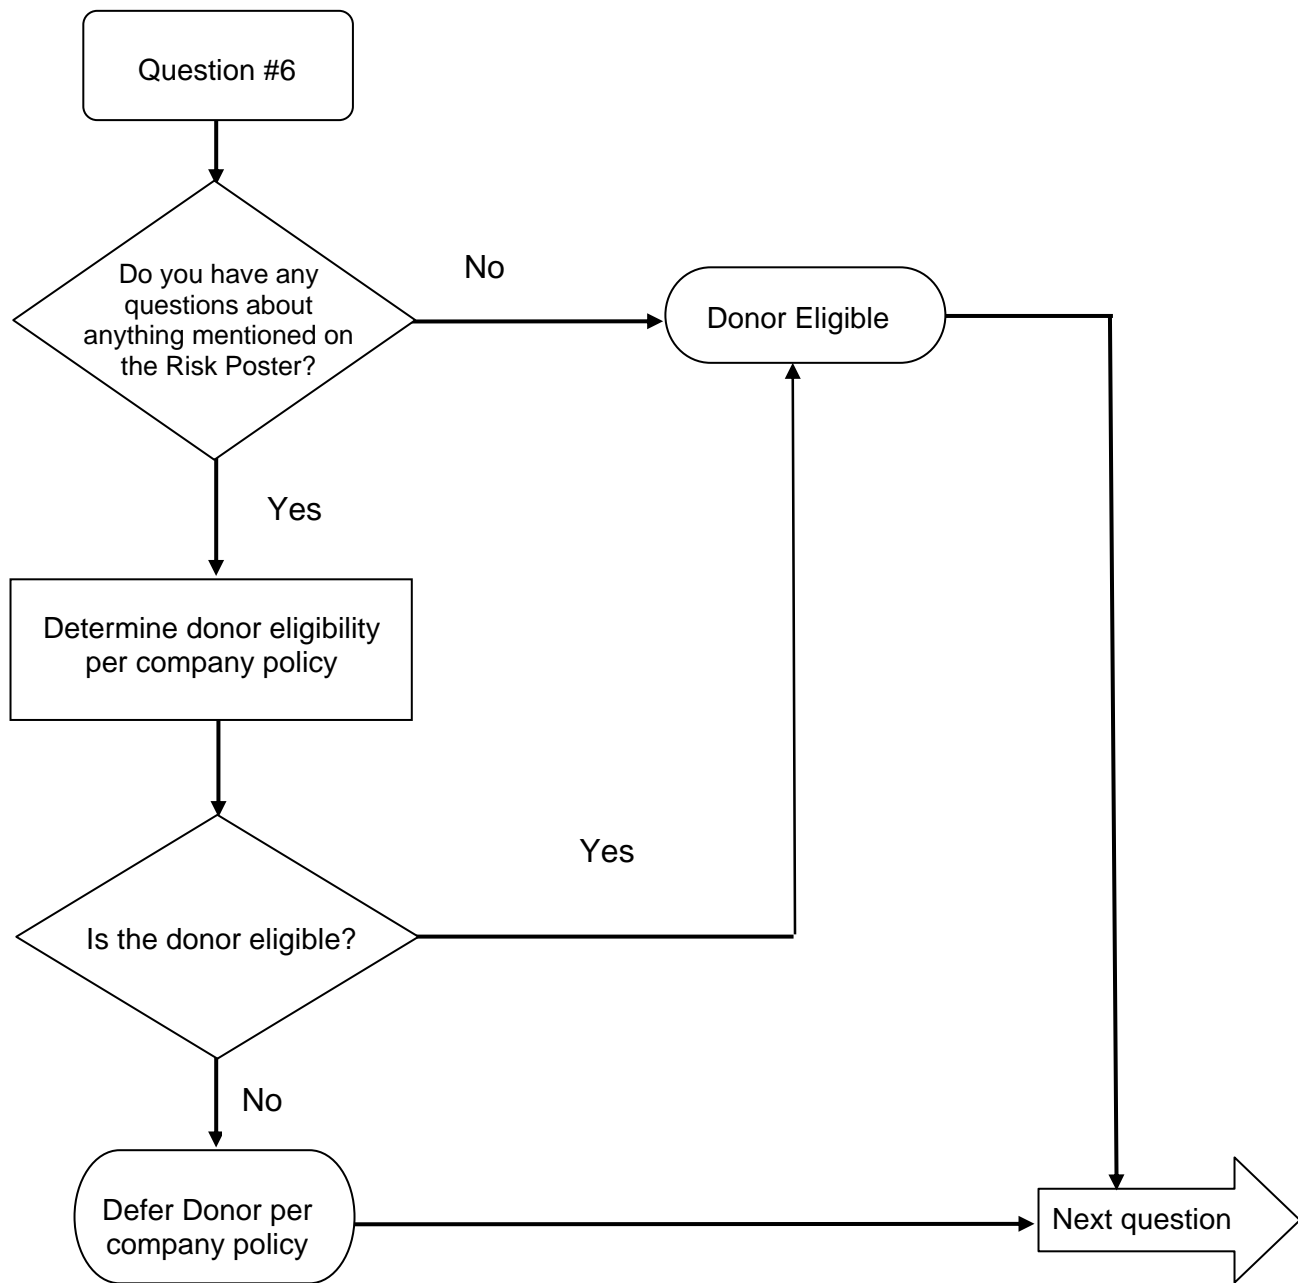 Question #6
Do you have any
questions about
anything mentioned on
the Risk Poster?
No
Donor Eligible
Yes
Determine donor eligibility
per company policy
Yes
Is the donor eligible?
No
Defer Donor per
company policy
Next question